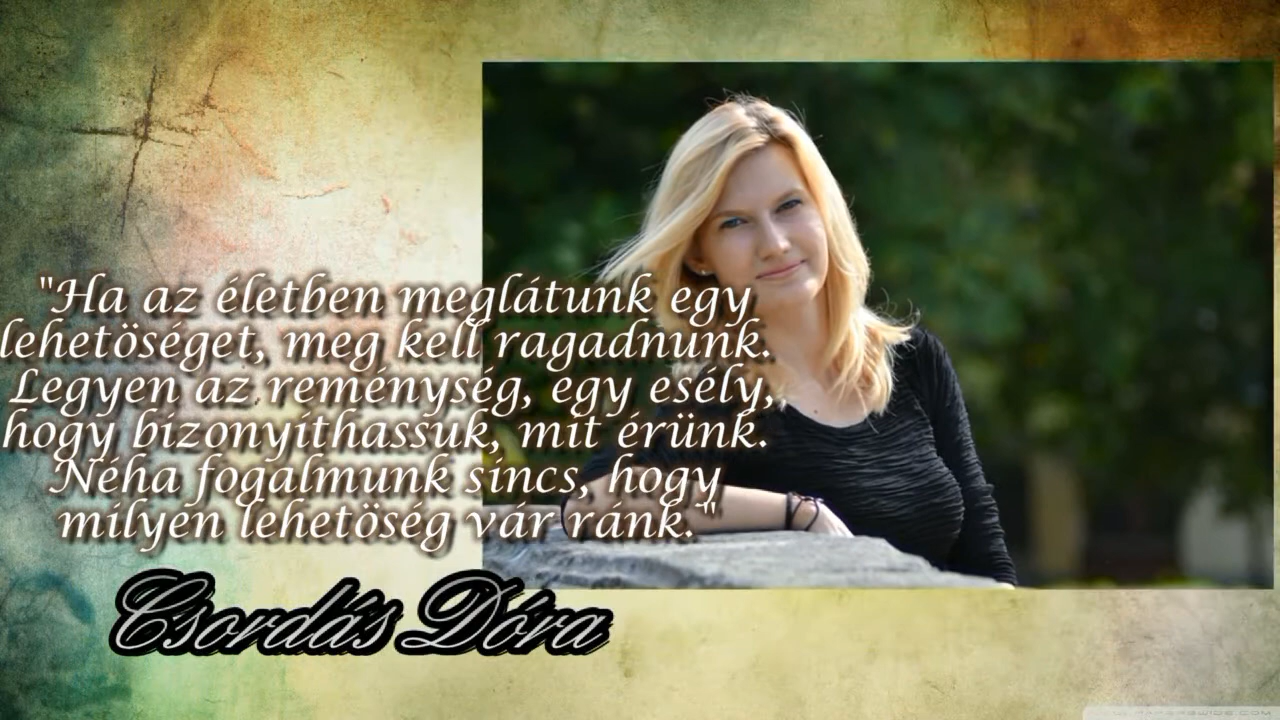 "Ha az életben meglátunk egy
lehetöséget, meg kell ragadnunk.
Legyen az reménység, egy esély,
hogy bizonyíthassuk, mit érünk.
Néha fogalmunk sincs, hogy
milyen lehetöség vár ránk."
Csordás Dóra